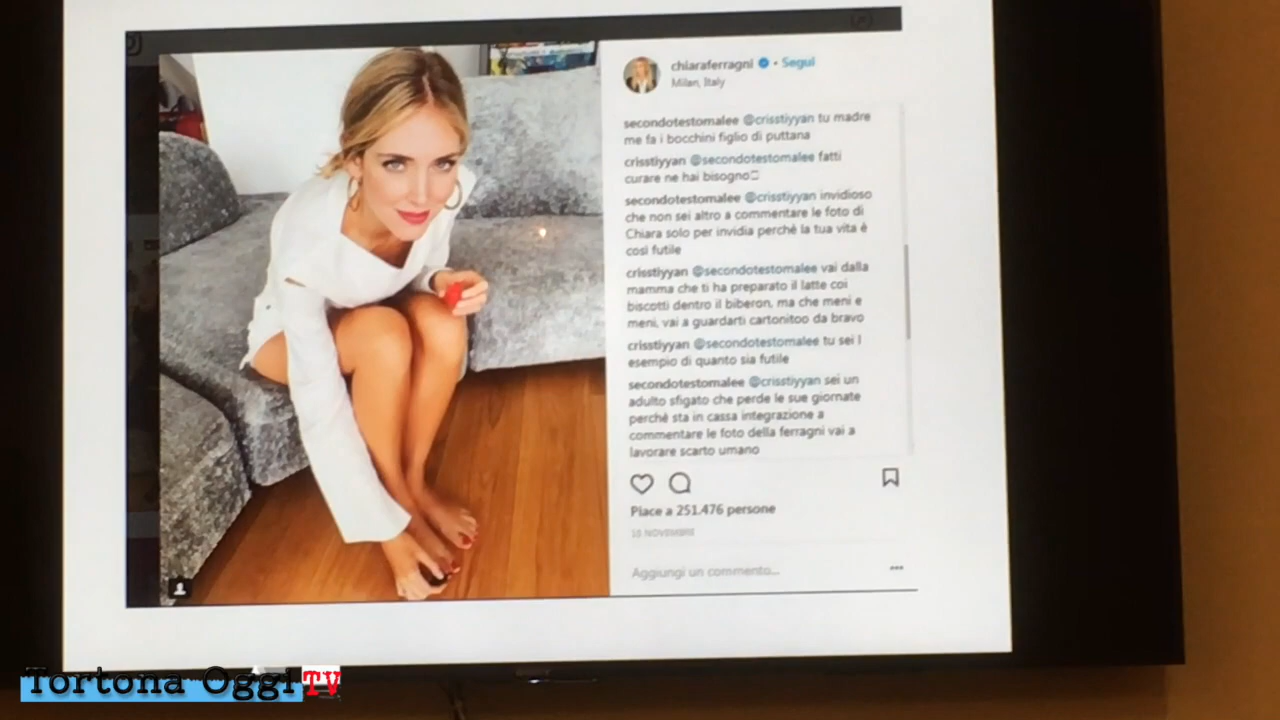 chiaraferragni • Segui
Milan, Italy
secondotestomalee @crisstiyyan tu madre
me fa i bocchini figlio di puttana
crisstiyyan @secondotestomalee fatti
curare ne hai bisogno
secondotestomalee @crisstiyyan invidioso
che non sei altro a commentare le foto di
Chiara solo per invidia perchè la tua vita è
così futile
crisstiyyan @secondotestomalee vai dalla
mamma che ti ha preparato il latte coi
biscotti dentro il biberon, ma che meni e
meni, vai a guardarti cartonitoo da bravo
crisstiyyan @secondotestomalee tu sei l
esempio di quanto sia futile
secondotestomalee @crisstiyyan sei un
adulto sfigato che perde le sue giornate
perchè sta in cassa integrazione a
commentare le foto della ferragni vai a
lavorare scarto umano
Piace a 251.476 persone
10 NOVEMBRE
Aggiungi un commento...
Tortona Oggi TV